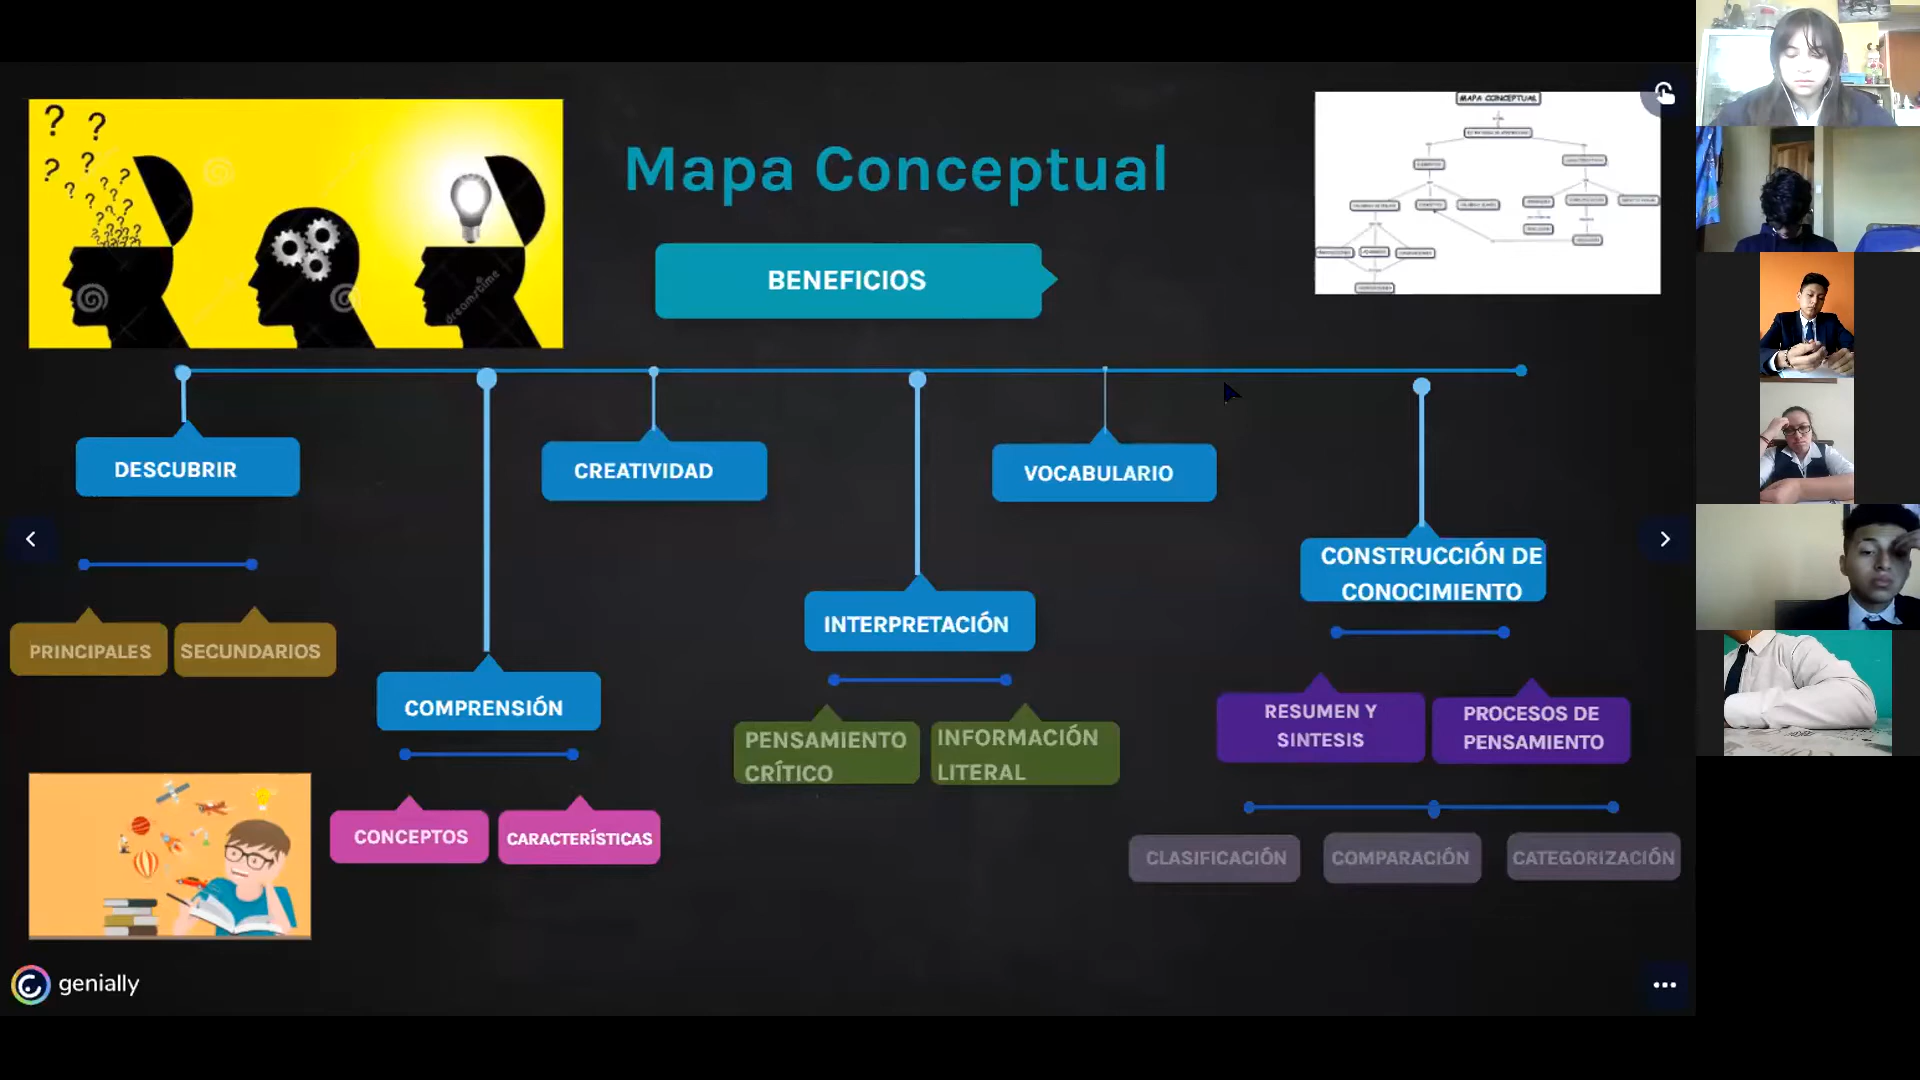 Mapa Conceptual
BENEFICIOS
MAPA CONCEPTUAL
dreamstime
DESCUBRIR
CREATIVIDAD
VOCABULARIO
CONSTRUCCIÓN DE
CONOCIMIENTO
INTERPRETACIÓN
PRINCIPALES
SECUNDARIOS
COMPRENSIÓN
RESUMEN Y
SINTESIS
PROCESOS DE
PENSAMIENTO
PENSAMIENTO
CRÍTICO
INFORMACIÓN
LITERAL
CONCEPTOS
CARACTERÍSTICAS
CLASIFICACIÓN
COMPARACIÓN
CATEGORIZACIÓN
genially